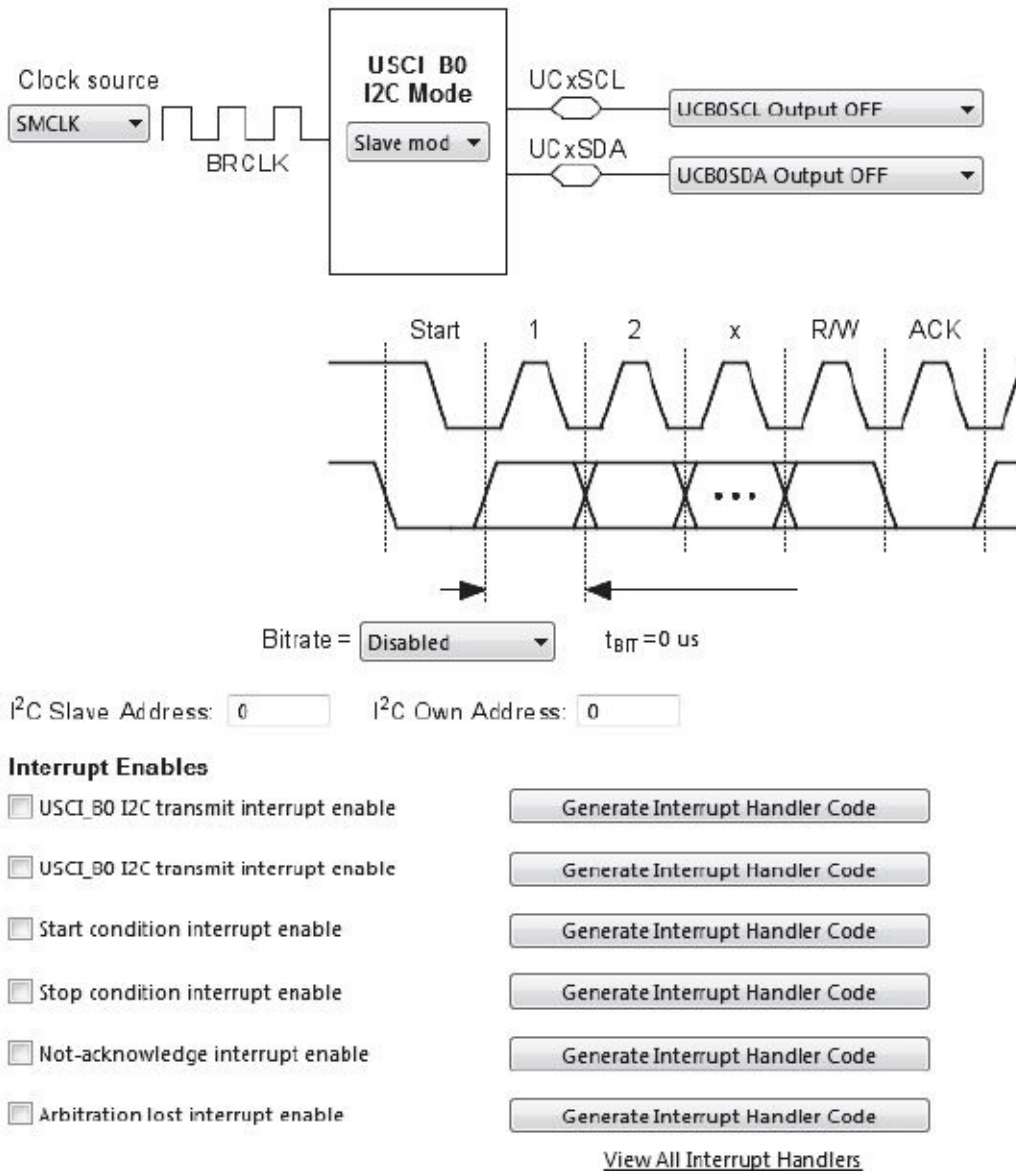 USCI_B0
I2C Mode
Slave mod
Clock source
SMCLK
BRCLK
UCxSCL
UCB0SCL Output OFF
UCxSDA
UCB0SDA Output OFF
Start 1 2 x R/W ACK
•••
Bitrate = Disabled tBIT =0 us
I²C Slave Address: 0 I²C Own Address: 0
Interrupt Enables
USCI_B0 I2C transmit interrupt enable Generate Interrupt Handler Code
USCI_B0 I2C transmit interrupt enable Generate Interrupt Handler Code
Start condition interrupt enable Generate Interrupt Handler Code
Stop condition interrupt enable Generate Interrupt Handler Code
Not-acknowledge interrupt enable Generate Interrupt Handler Code
Arbitration lost interrupt enable Generate Interrupt Handler Code
View All Interrupt Handlers